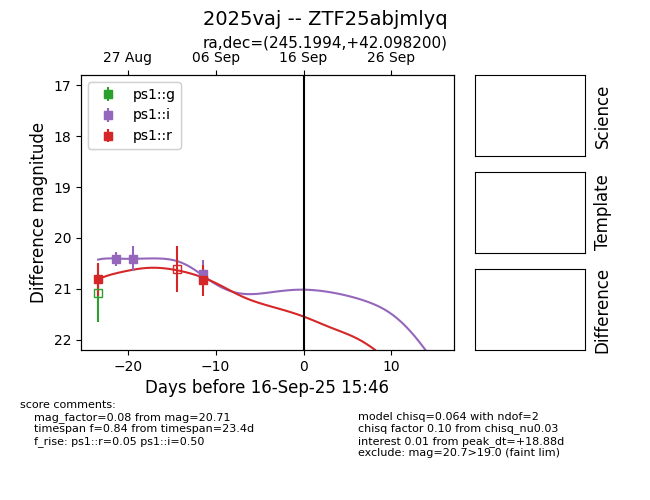 2025vaj -- ZTF25abjmlyq
ra,dec=(245.1994,+42.098200)
27 Aug 06 Sep 16 Sep 26 Sep
ps1::g
ps1::i
ps1::r
17
18
19
20
21
22
Difference magnitude
−20 −10 0 10
Days before 16-Sep-25 15:46
Science
Template
Difference
score comments:
mag_factor=0.08 from mag=20.71
timespan f=0.84 from timespan=23.4d
f_rise: ps1::r=0.05 ps1::i=0.50
model chisq=0.064 with ndof=2
chisq factor 0.10 from chisq_nu0.03
interest 0.01 from peak_dt=+18.88d
exclude: mag=20.7>19.0 (faint lim)